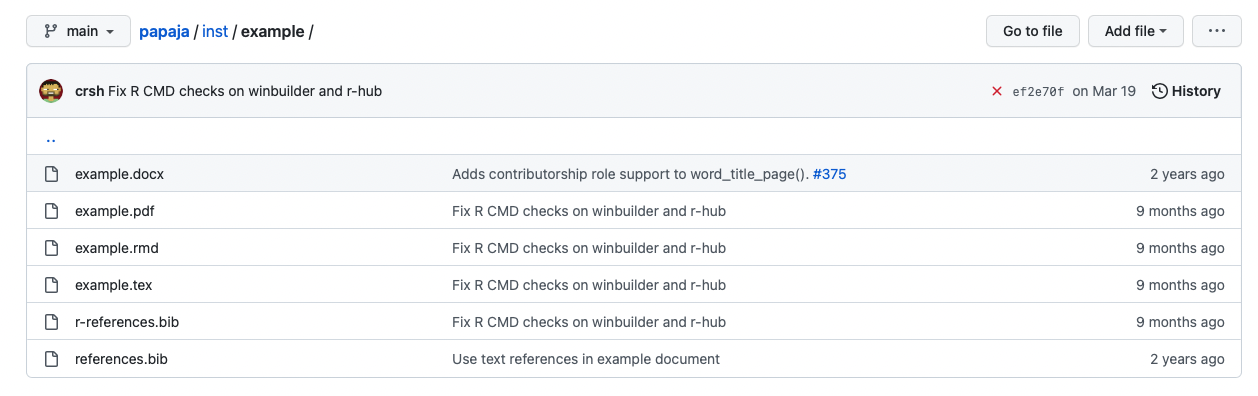 main papaja / inst / example / Go to file Add file ...
crsh Fix R CMD checks on winbuilder and r-hub ef2e70f on Mar 19 History
..
example.docx Adds contributorship role support to word_title_page(). #375 2 years ago
example.pdf Fix R CMD checks on winbuilder and r-hub 9 months ago
example.rmd Fix R CMD checks on winbuilder and r-hub 9 months ago
example.tex Fix R CMD checks on winbuilder and r-hub 9 months ago
r-references.bib Fix R CMD checks on winbuilder and r-hub 9 months ago
references.bib Use text references in example document 2 years ago